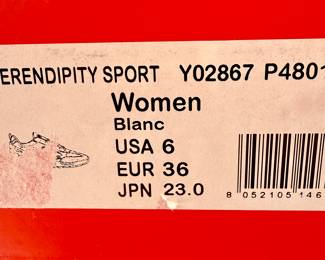 ERENDIPITY SPORT Y02867 P4801
Women
Blanc
USA 6
EUR 36
JPN 23.0
8 052105 146